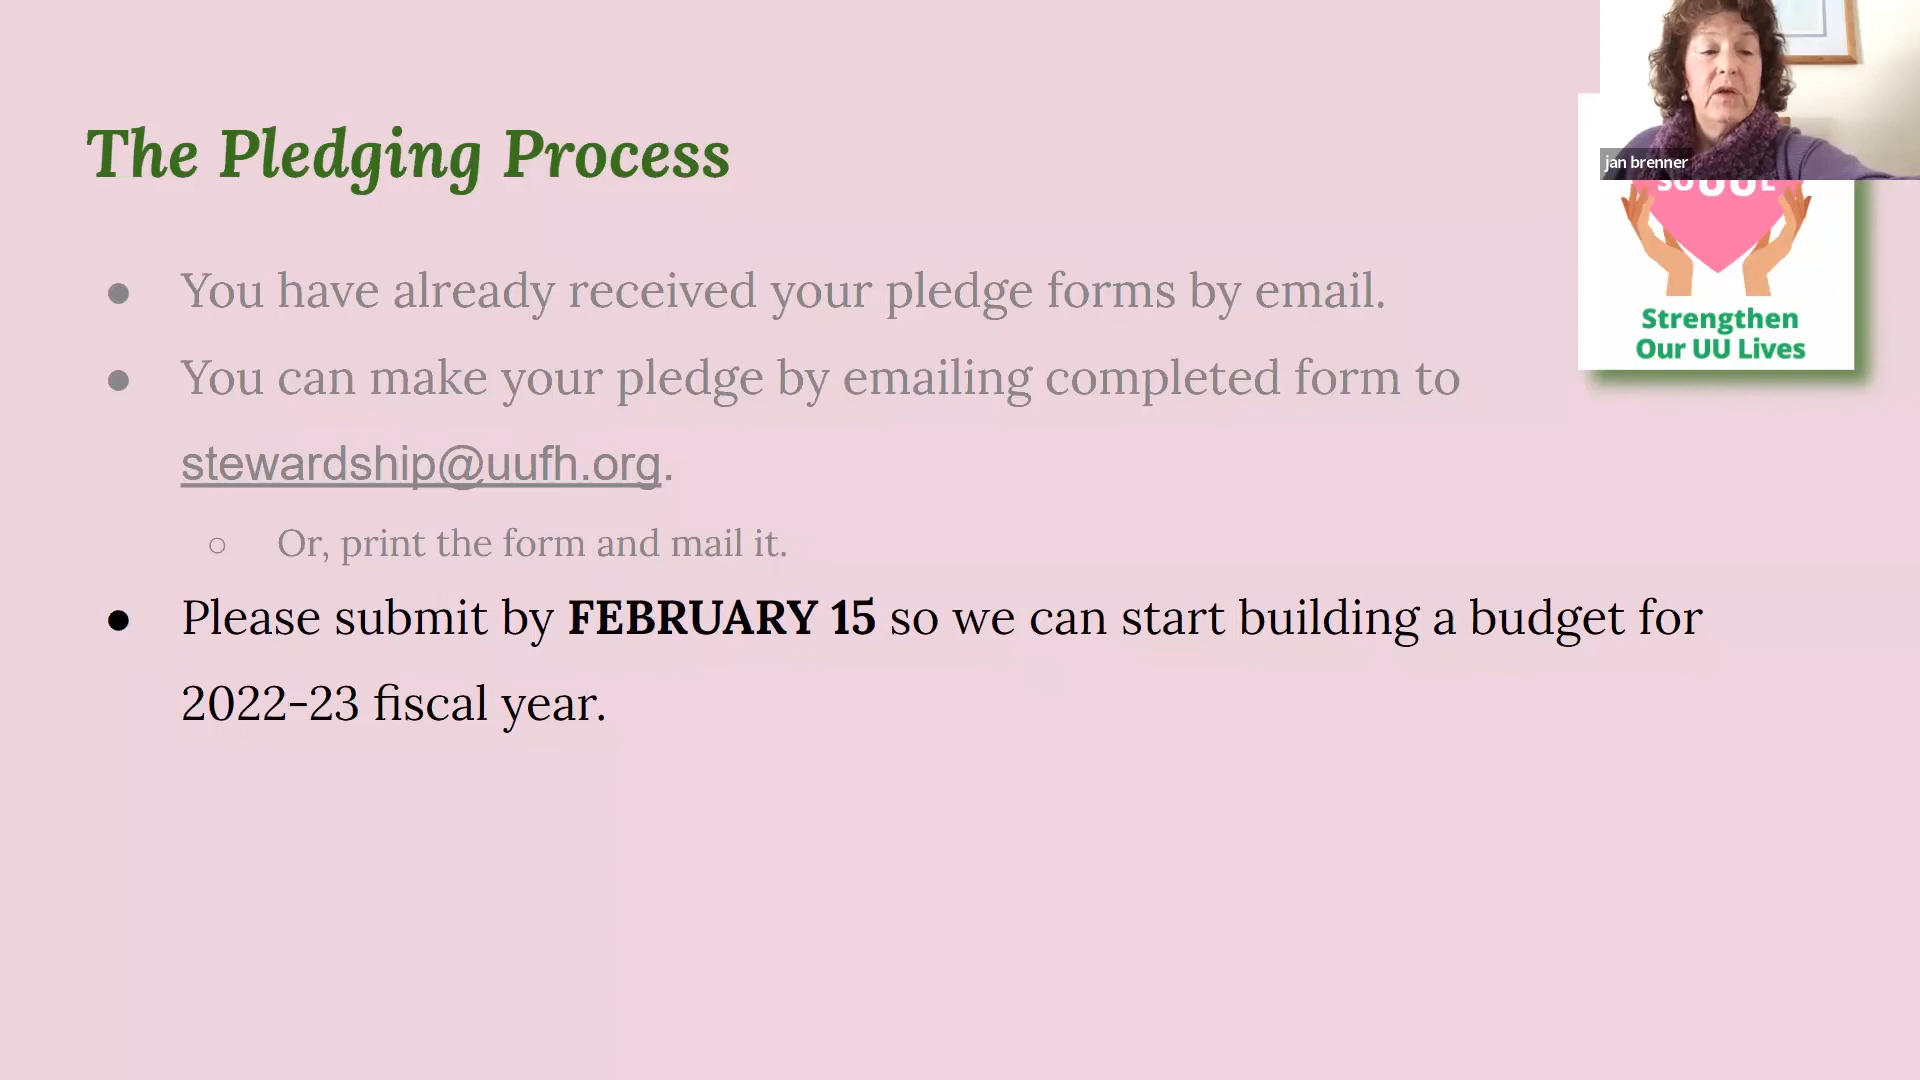 The Pledging Process
jan brenner
Strengthen
Our UU Lives
● You have already received your pledge forms by email.
● You can make your pledge by emailing completed form to
stewardship@uufh.org.
○ Or, print the form and mail it.
● Please submit by FEBRUARY 15 so we can start building a budget for
2022-23 fiscal year.